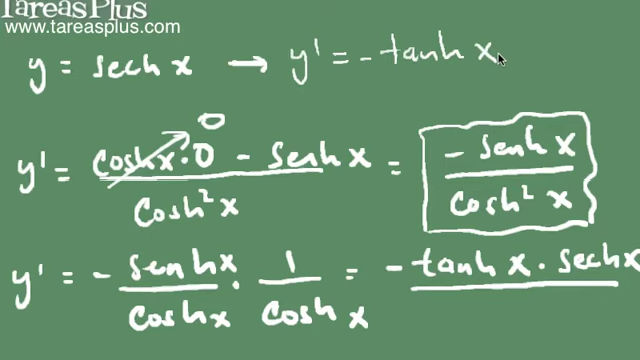 TareasPlus
www.tareasplus.com
y = sech x → y' = - tanh x
y' = (cosh x · 0 - senh x) / cosh² x = - senh x / cosh² x
0
y' = - senh x / cosh x · 1 / cosh x = - tanh x · sech x